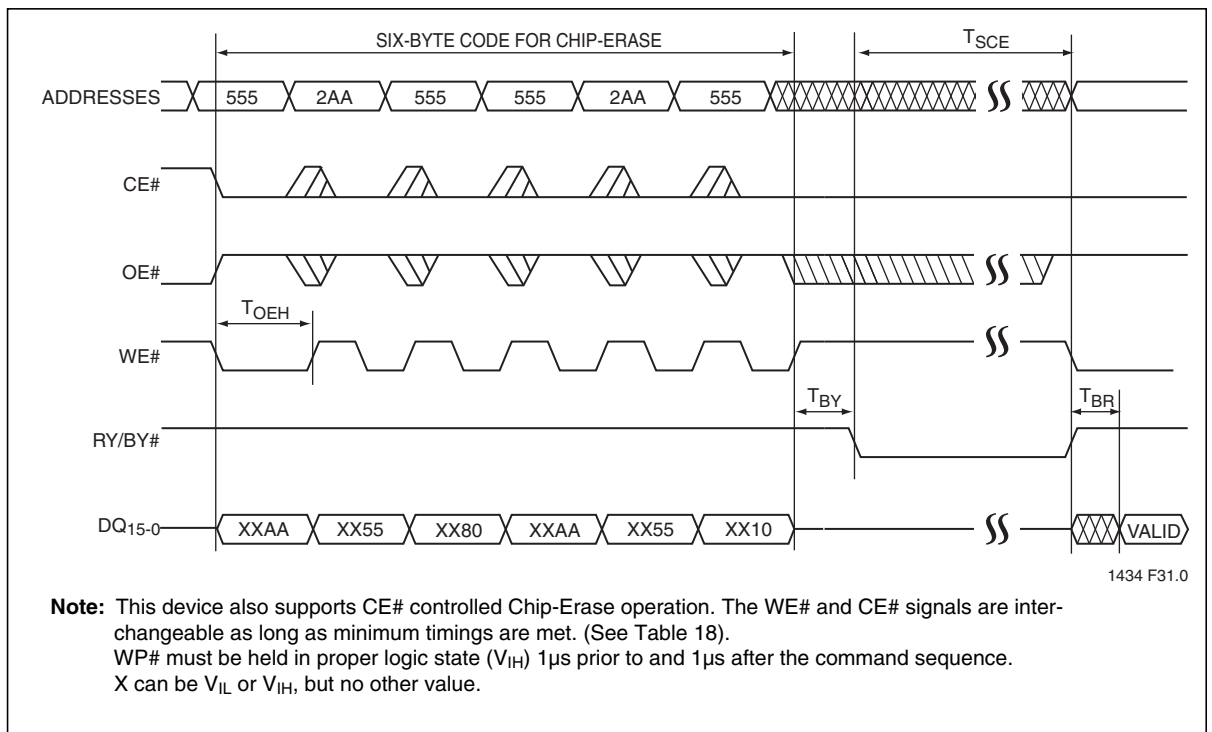 SIX-BYTE CODE FOR CHIP-ERASE TSCE
ADDRESSES 555 2AA 555 555 2AA 555
CE#
OE#
TOEH
WE#
TBY TBR
RY/BY#
DQ15-0 XXAA XX55 XX80 XXAA XX55 XX10 VALID
1434 F31.0
Note: This device also supports CE# controlled Chip-Erase operation. The WE# and CE# signals are inter-
changeable as long as minimum timings are met. (See Table 18).
WP# must be held in proper logic state (VIH) 1µs prior to and 1µs after the command sequence.
X can be VIL or VIH, but no other value.